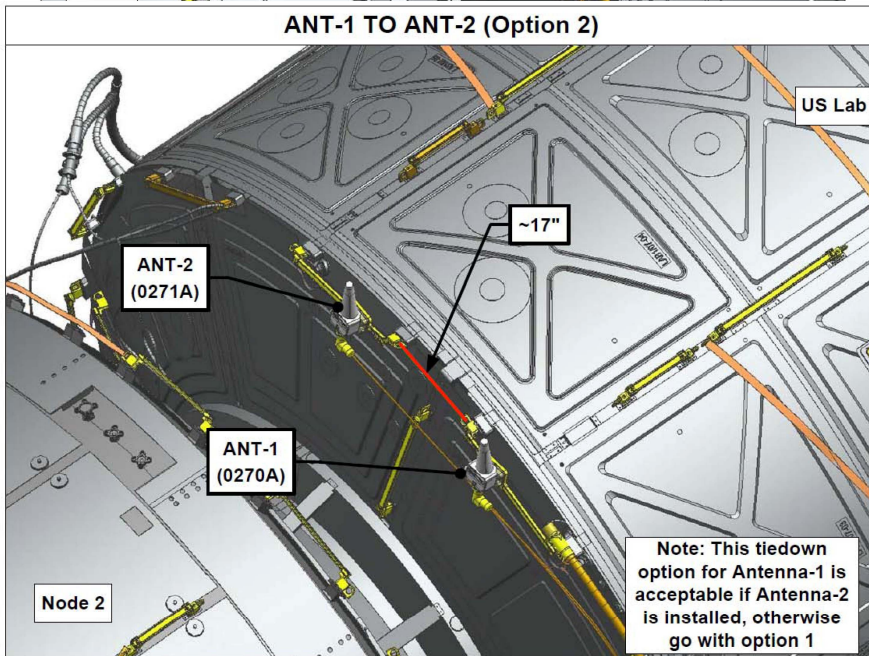 ANT-1 TO ANT-2 (Option 2)
US Lab
~17"
ANT-2
(0271A)
ANT-1
(0270A)
Node 2
Note: This tiedown
option for Antenna-1 is
acceptable if Antenna-2
is installed, otherwise
go with option 1